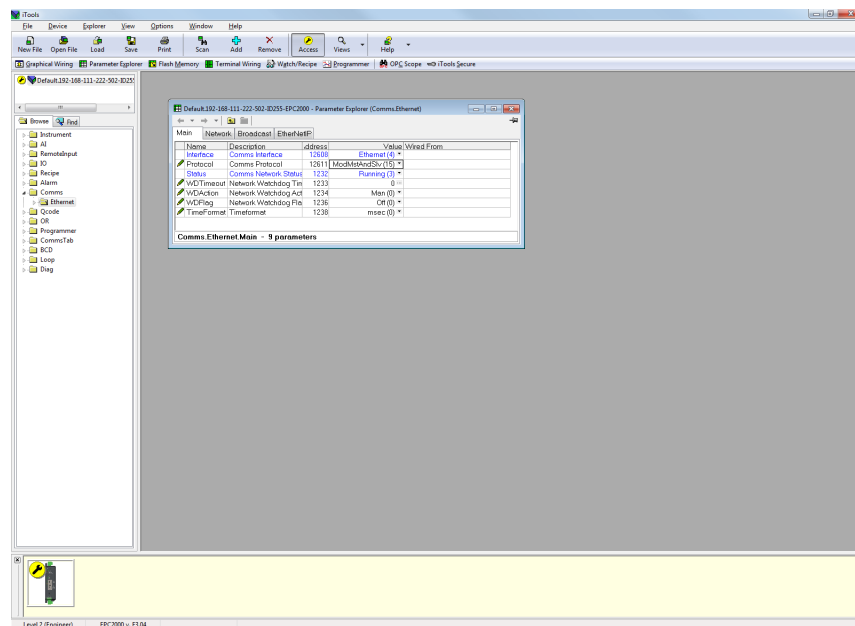 iTools
File Device Explorer View Options Window Help
New File Open File Load Save Print Scan Add Remove Access Views Help
Graphical Wiring Parameter Explorer Flash Memory Terminal Wiring Watch/Recipe Programmer OPC Scope iTools Secure
Default.192-168-111-222-502-ID255
Browse Find
Instrument
AI
RemoteInput
IO
Recipe
Alarm
Comms
Ethernet
Qcode
OR
Programmer
CommsTab
BCD
Loop
Diag
Default.192-168-111-222-502-ID255-EPC2000 - Parameter Explorer (Comms.Ethernet)
Main Network Broadcast EtherNetIP
Name Description ddress Value Wired From
Interface Comms Interface 12608 Ethernet (4)
Protocol Comms Protocol 12611 ModMstAndSlv (15)
Status Comms Network Status 1232 Running (3)
WDTimeout Network Watchdog Tim 1233 0
WDAction Network Watchdog Act 1234 Man (0)
WDFlag Network Watchdog Fla 1236 Off (0)
TimeFormat Timeformat 1238 msec (0)
Comms.Ethernet.Main - 9 parameters
Level 2 (Engineer) EPC2000 v. E3.04